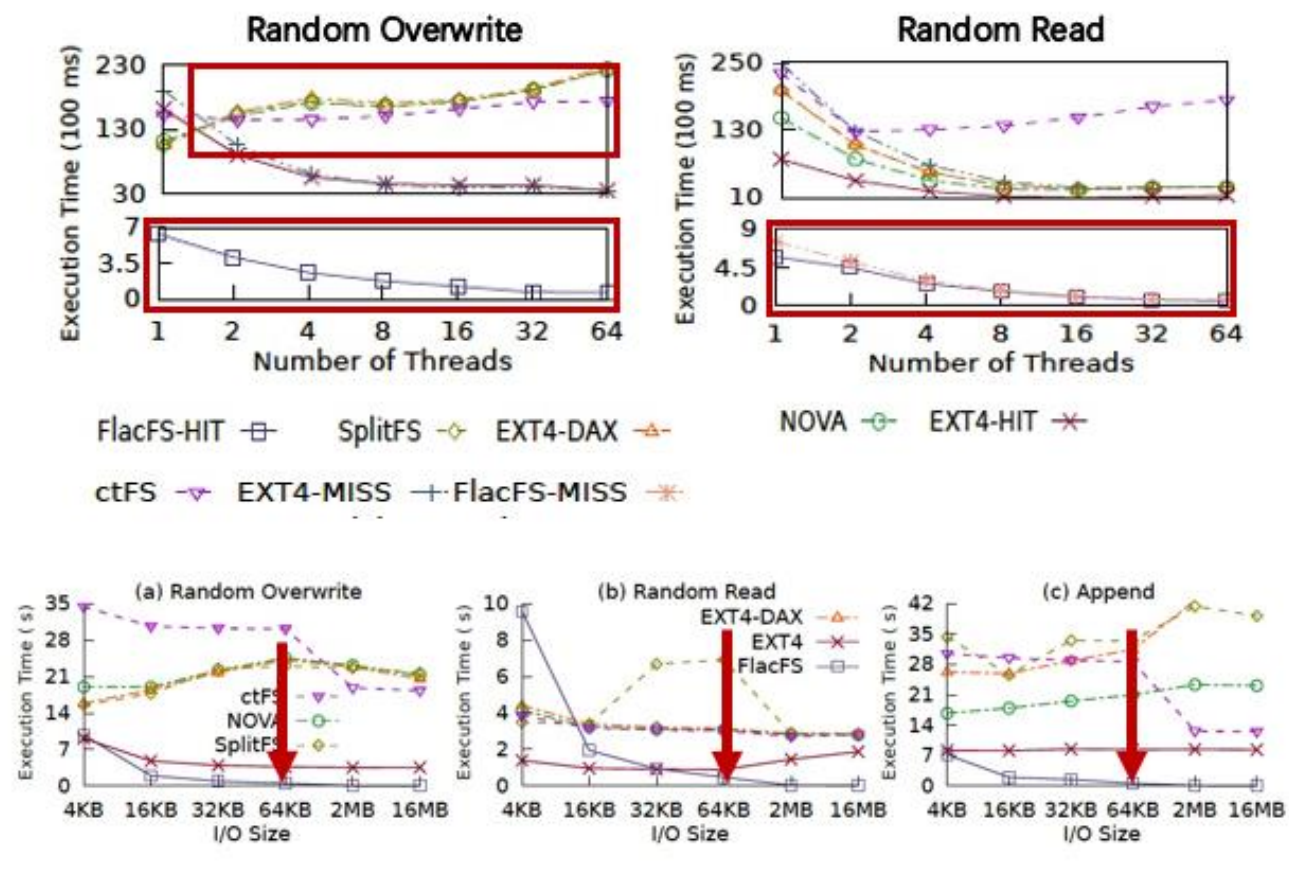 Random Overwrite
Execution Time (100 ms)
230
130
30
7
3.5
0
1 2 4 8 16 32 64
Number of Threads
Random Read
Execution Time (100 ms)
250
130
10
9
4.5
0
1 2 4 8 16 32 64
Number of Threads
FlacFS-HIT SplitFS EXT4-DAX NOVA EXT4-HIT
ctFS EXT4-MISS FlacFS-MISS
(a) Random Overwrite
Execution Time ( s)
35
28
21
14
7
0
ctFS
NOVA
SplitFS
4KB 16KB 32KB 64KB 2MB 16MB
I/O Size
(b) Random Read
Execution Time ( s)
10
8
6
4
2
0
EXT4-DAX
EXT4
FlacFS
4KB 16KB 32KB 64KB 2MB 16MB
I/O Size
(c) Append
Execution Time ( s)
42
35
28
21
14
7
0
4KB 16KB 32KB 64KB 2MB 16MB
I/O Size